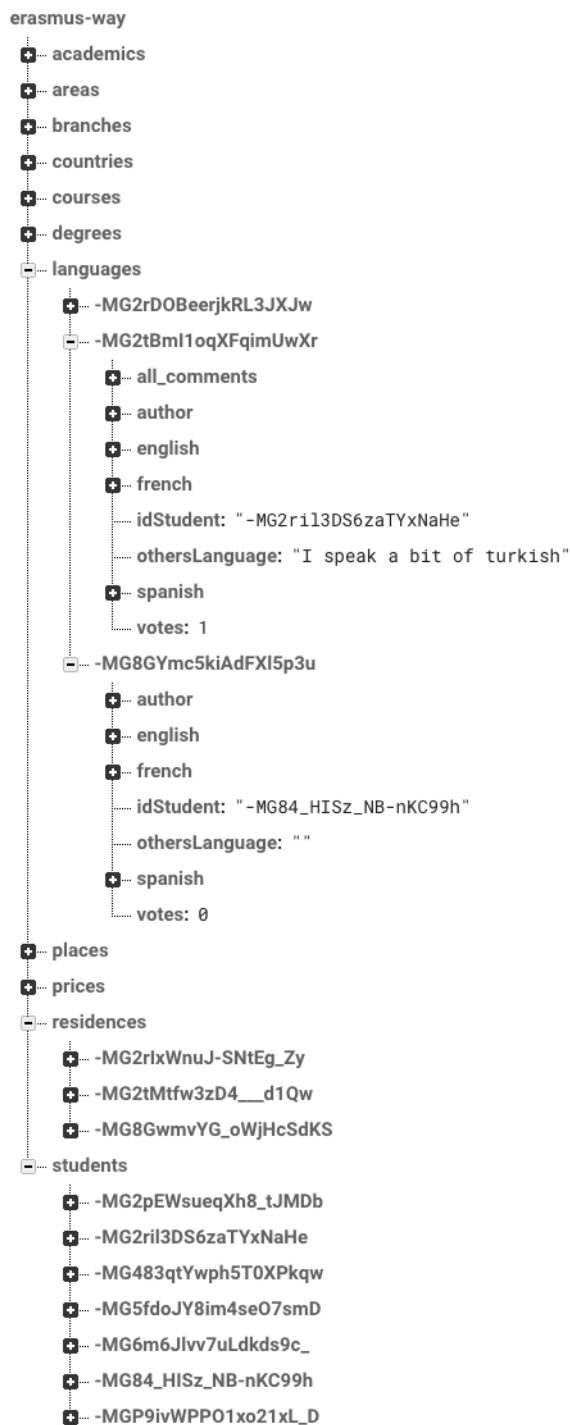 erasmus-way
academics
areas
branches
countries
courses
degrees
languages
-MG2rDOBeerjkRL3JXJw
-MG2tBmI1oqXFqimUwXr
all_comments
author
english
french
idStudent: "-MG2ril3DS6zaTYxNaHe"
othersLanguage: "I speak a bit of turkish"
spanish
votes: 1
-MG8GYmc5kiAdFXl5p3u
author
english
french
idStudent: "-MG84_HISz_NB-nKC99h"
othersLanguage: ""
spanish
votes: 0
places
prices
residences
-MG2rIxWnuJ-SNtEg_Zy
-MG2tMtfw3zD4___d1Qw
-MG8GwmvYG_oWjHcSdKS
students
-MG2pEWsueqXh8_tJMDb
-MG2ril3DS6zaTYxNaHe
-MG483qtYwph5T0XPkqw
-MG5fdoJY8im4seO7smD
-MG6m6Jlvv7uLdkds9c_
-MG84_HISz_NB-nKC99h
-MGP9ivWPPO1xo21xL_D